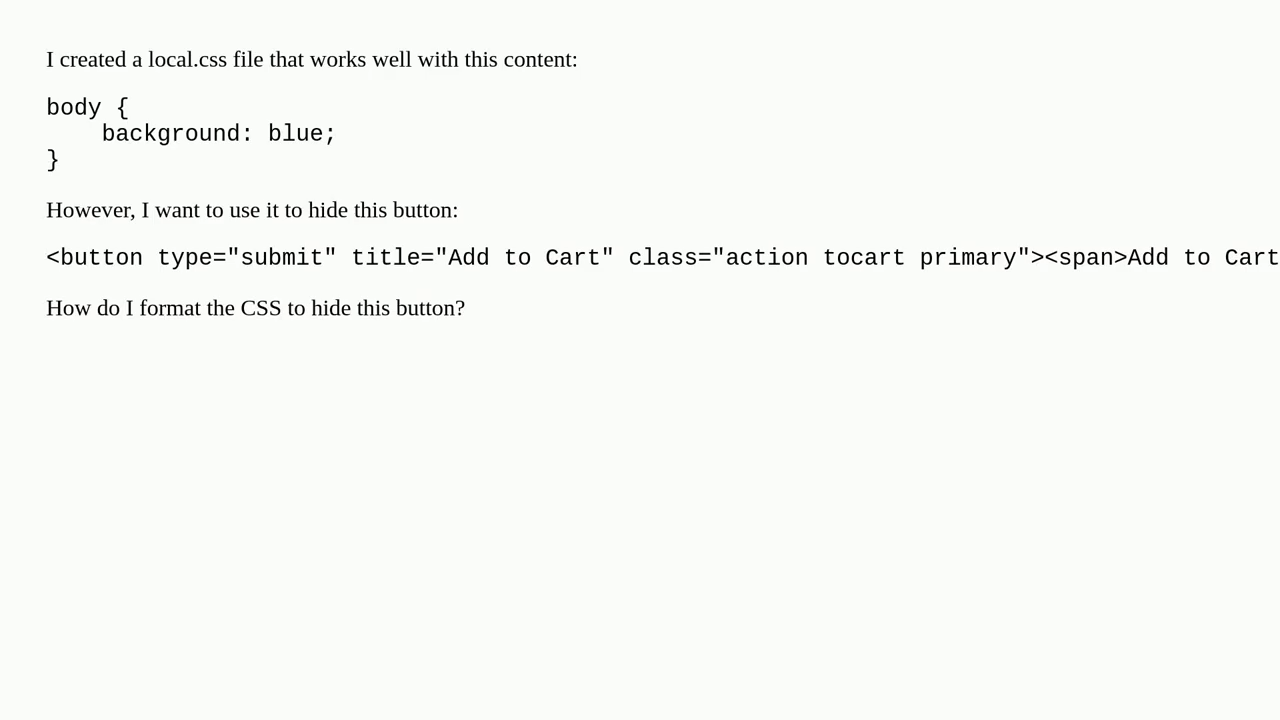 I created a local.css file that works well with this content:
body {
    background: blue;
}
However, I want to use it to hide this button:
<button type="submit" title="Add to Cart" class="action tocart primary"><span>Add to Cart
How do I format the CSS to hide this button?